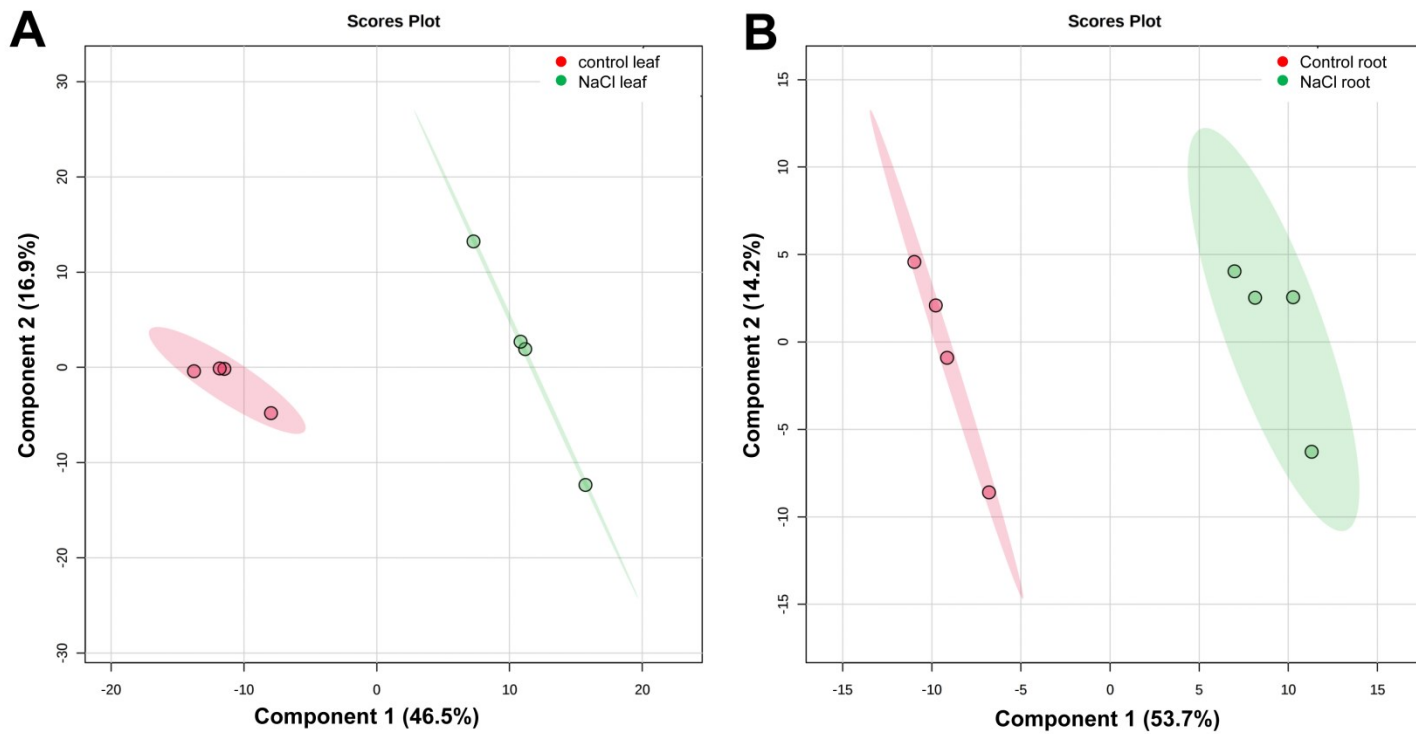 A
Scores Plot
control leaf
NaCl leaf
Component 2 (16.9%)
30
20
10
0
-10
-20
-30
-20
-10
0
10
20
Component 1 (46.5%)
B
Scores Plot
Control root
NaCl root
Component 2 (14.2%)
15
10
5
0
-5
-10
-15
-15
-10
-5
0
5
10
15
Component 1 (53.7%)